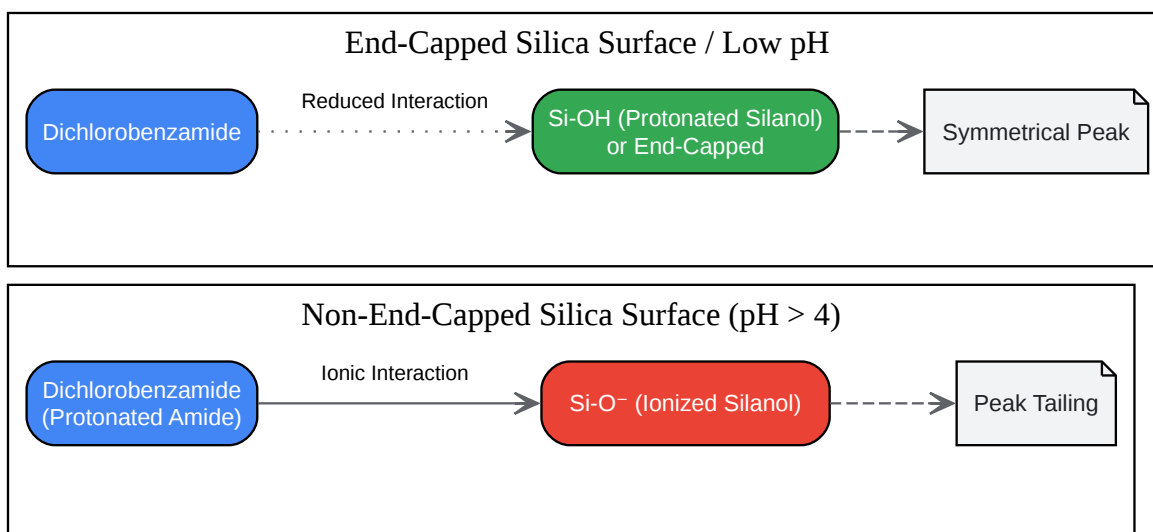 End-Capped Silica Surface / Low pH
Dichlorobenzamide
Reduced Interaction
Si-OH (Protonated Silanol)
or End-Capped
Symmetrical Peak
Non-End-Capped Silica Surface (pH > 4)
Dichlorobenzamide
(Protonated Amide)
Ionic Interaction
Si-O⁻ (Ionized Silanol)
Peak Tailing